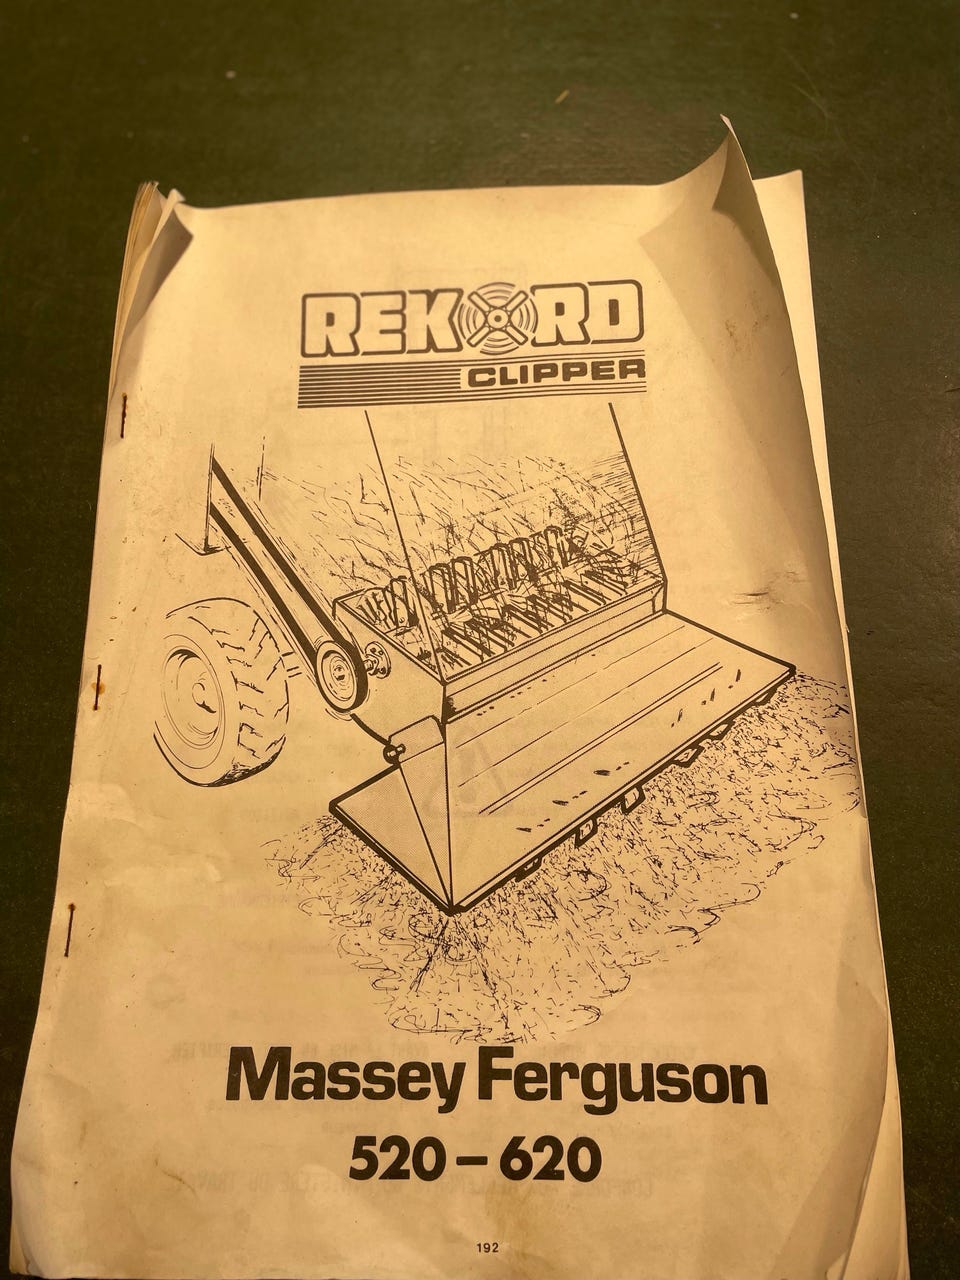 REKORD
CLIPPER
Massey Ferguson
520-620
192